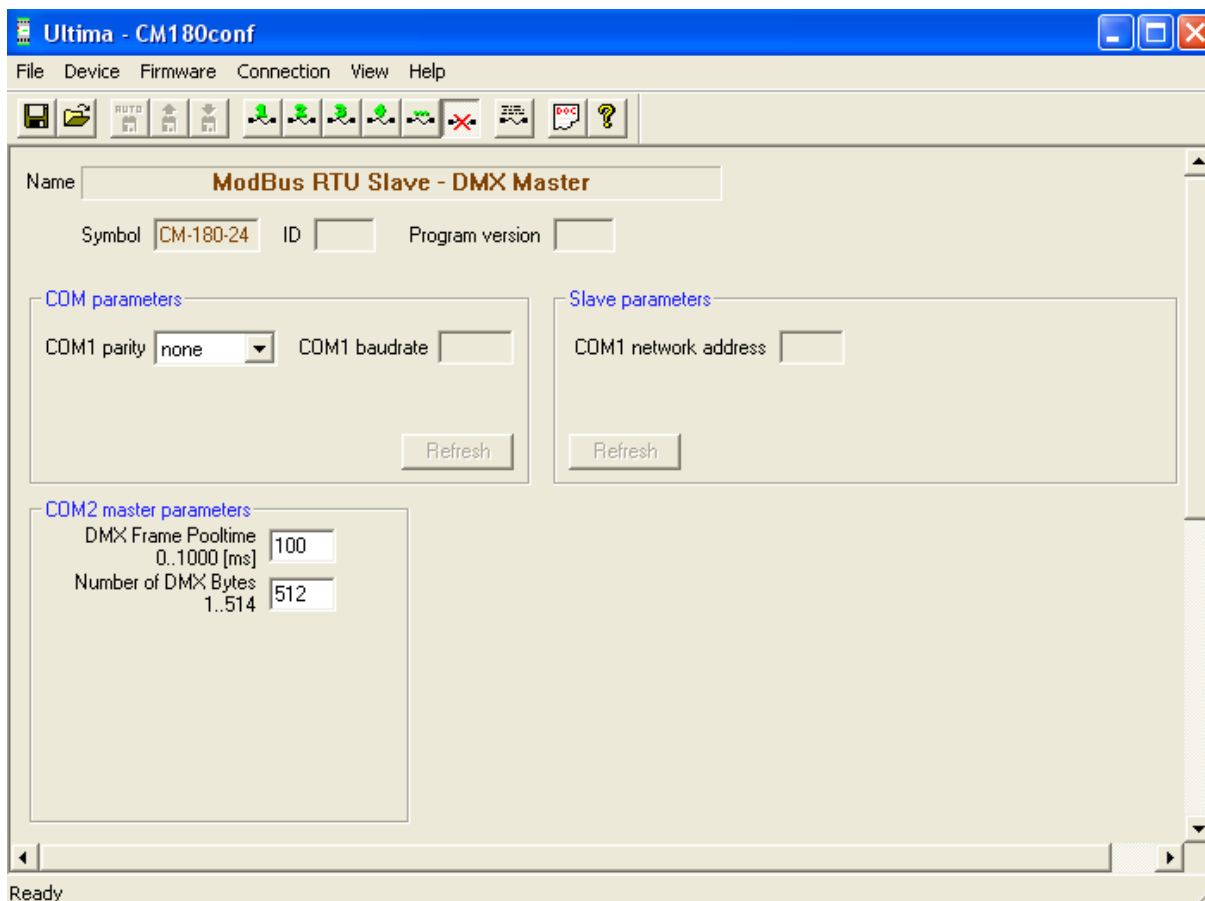 Ultima - CM180conf
File Device Firmware Connection View Help
AUTO DOC ?
Name ModBus RTU Slave - DMX Master
Symbol CM-180-24 ID Program version
COM parameters
COM1 parity none COM1 baudrate
Refresh
Slave parameters
COM1 network address
Refresh
COM2 master parameters
DMX Frame Pooltime
0..1000 [ms] 100
Number of DMX Bytes
1..514 512
Ready